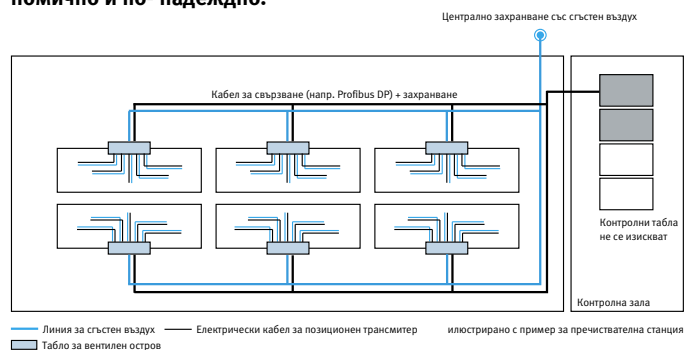 помично и по- надеждно.
Централно захранване със сгъстен въздух
Кабел за свързване (напр. Profibus DP) + захранване
Контролни табла
не се изискват
Контролна зала
Линия за сгъстен въздух
Електрически кабел за позиционен трансмитер
илюстрирано с пример за пречиствателна станция
Табло за вентилен остров